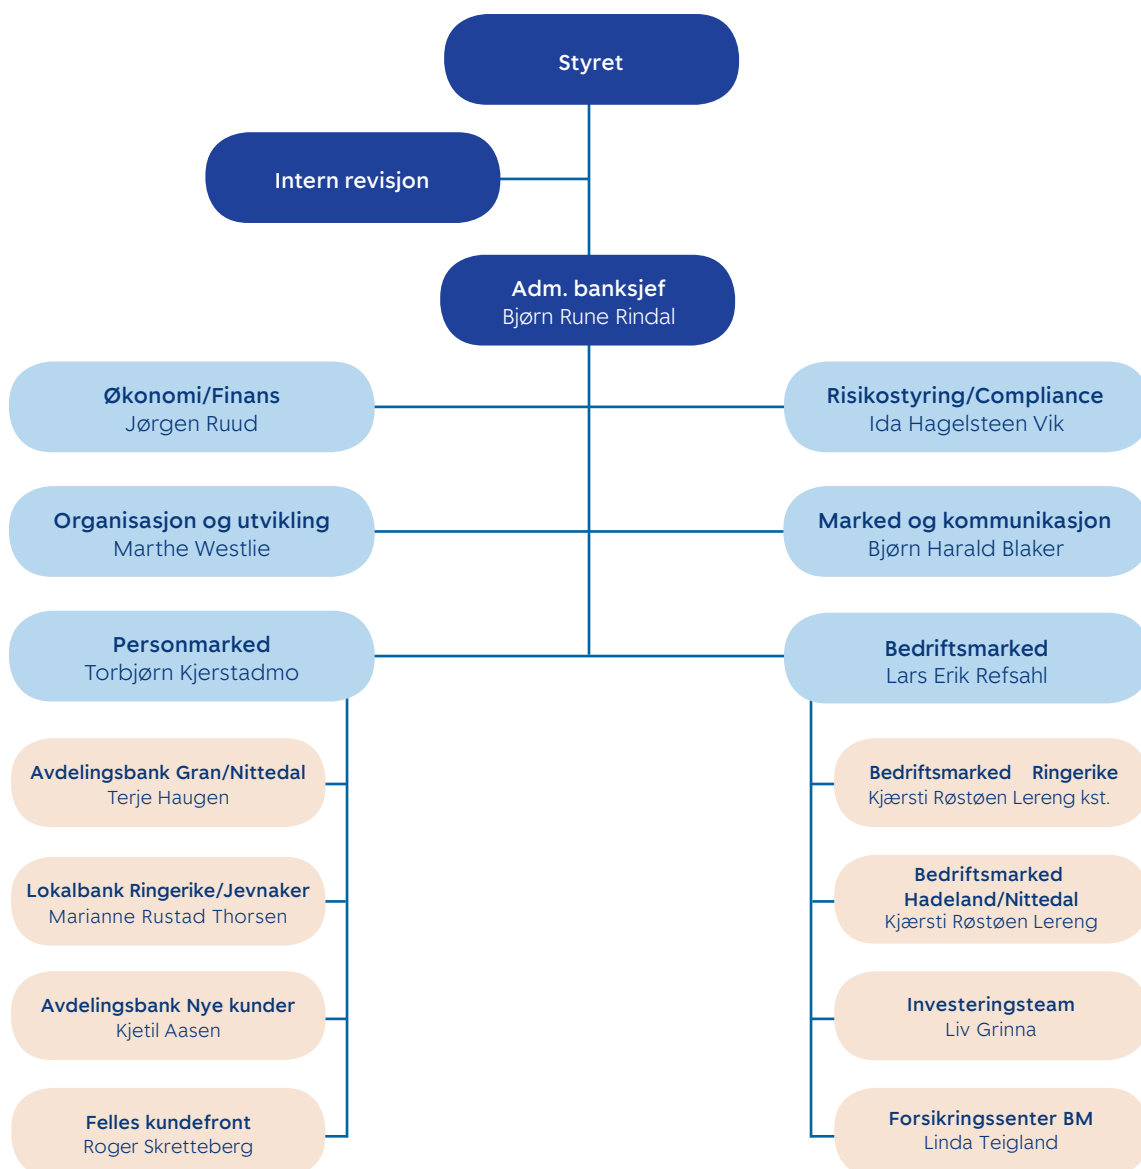 Styret
Intern revisjon
Adm. banksjef
Bjørn Rune Rindal
Økonomi/Finans
Jørgen Ruud
Risikostyring/Compliance
Ida Hagelsteen Vik
Organisasjon og utvikling
Marthe Westlie
Marked og kommunikasjon
Bjørn Harald Blaker
Personmarked
Torbjørn Kjerstadmo
Bedriftsmarked
Lars Erik Refsahl
Avdelingsbank Gran/Nittedal
Terje Haugen
Lokalbank Ringerike/Jevnaker
Marianne Rustad Thorsen
Avdelingsbank Nye kunder
Kjetil Aasen
Felles kundefront
Roger Skretteberg
Bedriftsmarked Ringerike
Kjærsti Røstøen Lereng kst.
Bedriftsmarked
Hadeland/Nittedal
Kjærsti Røstøen Lereng
Investeringsteam
Liv Grinna
Forsikringssenter BM
Linda Teigland